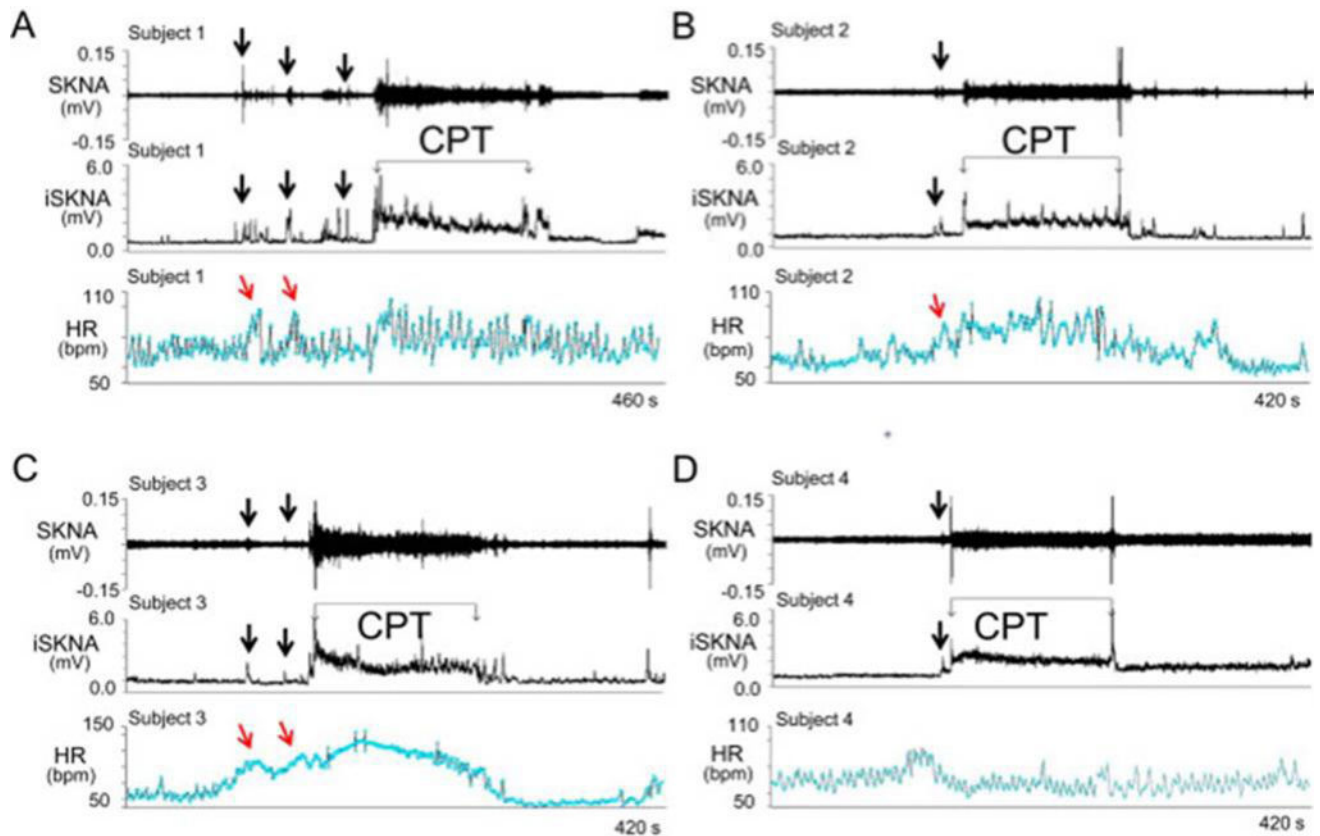 A
Subject 1
0.15
SKNA
(mV)
-0.15
Subject 1
CPT
6.0
iSKNA
(mV)
0.0
Subject 1
110
HR
(bpm)
50
460 s
B
Subject 2
0.15
SKNA
(mV)
-0.15
Subject 2
CPT
6.0
iSKNA
(mV)
0.0
Subject 2
110
HR
(bpm)
50
420 s
C
Subject 3
0.15
SKNA
(mV)
-0.15
Subject 3
6.0
CPT
iSKNA
(mV)
0.0
Subject 3
150
HR
(bpm)
50
420 s
D
Subject 4
0.15
SKNA
(mV)
-0.15
Subject 4
6.0
CPT
iSKNA
(mV)
0.0
Subject 4
110
HR
(bpm)
50
420 s